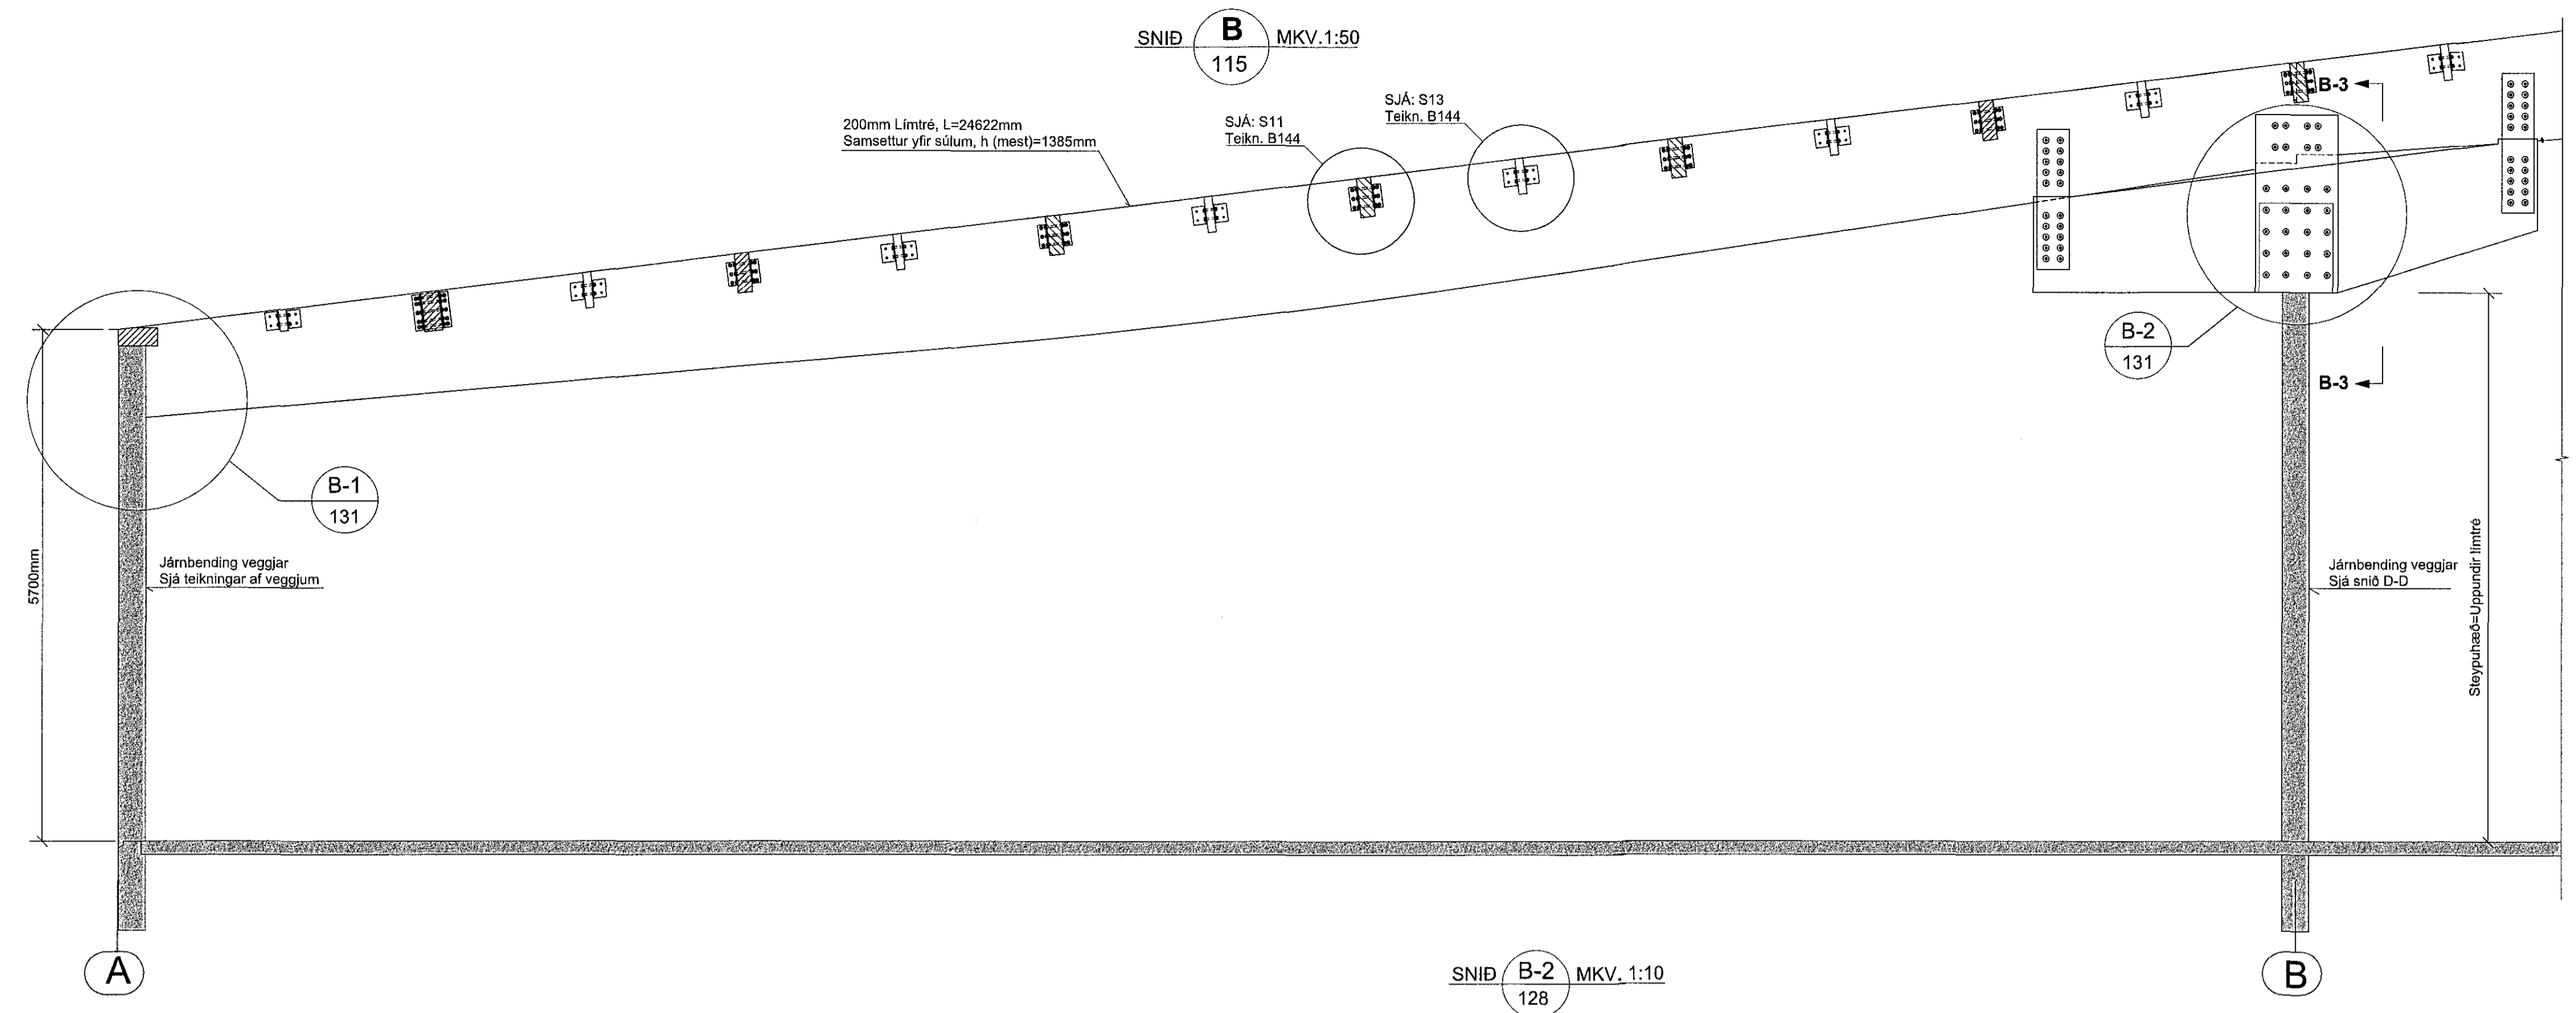 SNIÐ B MKV.1:50
115
B-3
SJÁ: S13
Teikn. B144
SJÁ: S11
Teikn. B144
200mm Límtré, L=24622mm
Samsettur yfir súlum, h (mest)=1385mm
B-2
131
B-3
B-1
131
5700mm
Járnbending veggjar
Sjá teikningar af veggjum
Járnbending veggjar
Sjá snið D-D
Steypuhæð=Uppundir límtré
A
B
SNIÐ B-2 MKV. 1:10
128